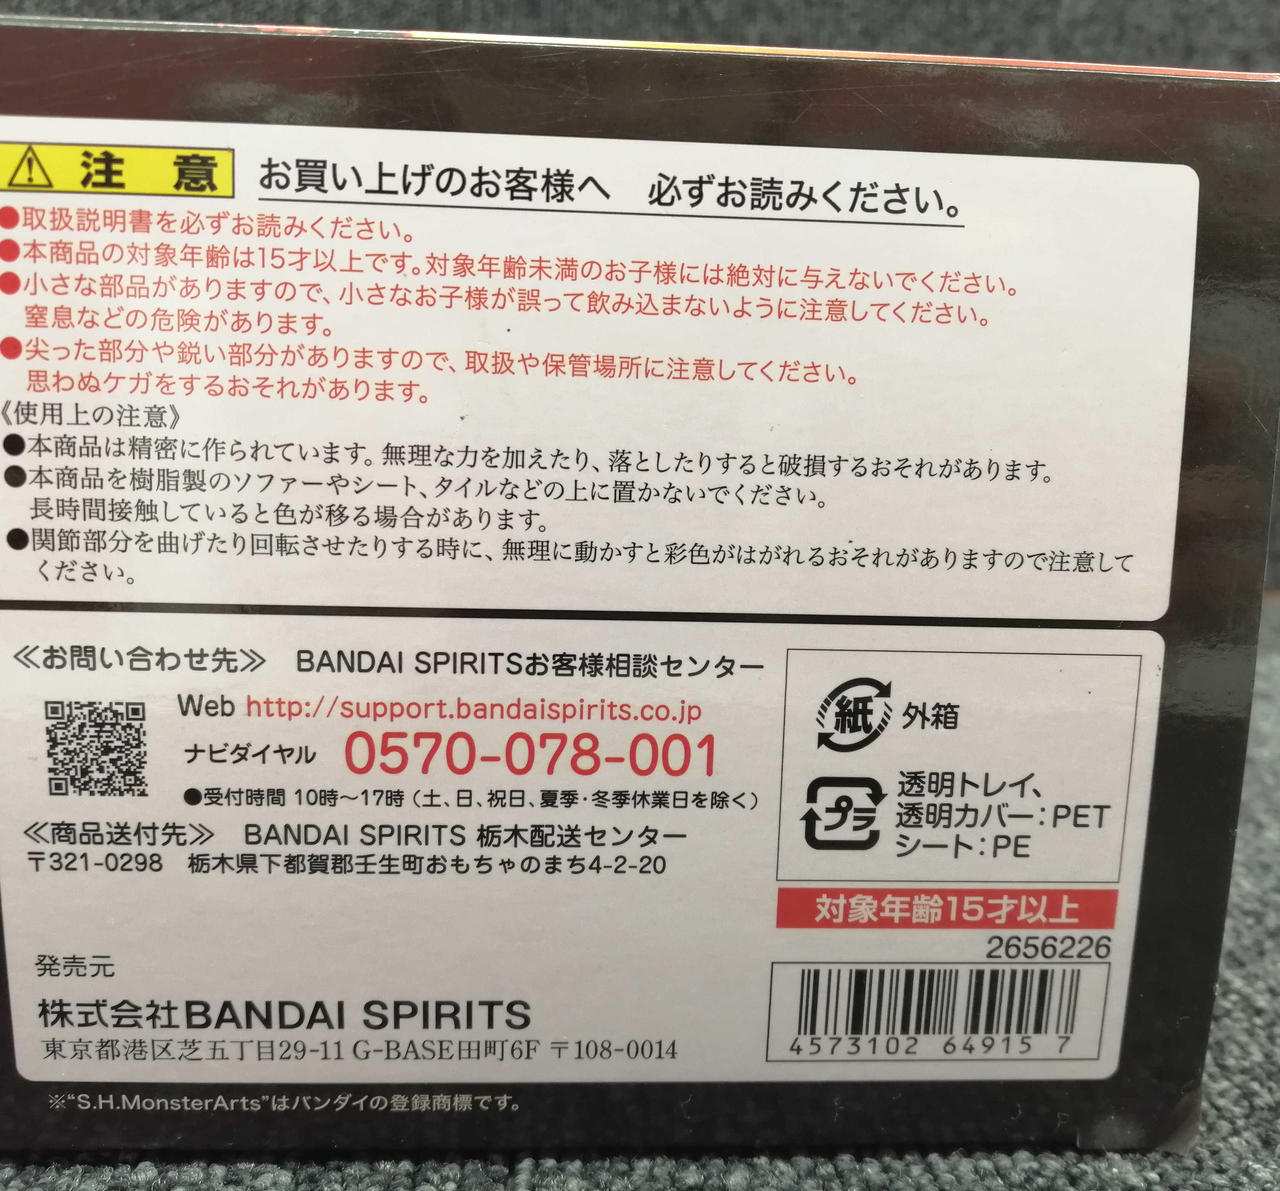 注 意 お買い上げのお客様へ 必ずお読みください。
●取扱説明書を必ずお読みください。
●本商品の対象年齢は15才以上です。対象年齢未満のお子様には絶対に与えないでください。
●小さな部品がありますので、小さなお子様が誤って飲み込まないように注意してください。
窒息などの危険があります。
●尖った部分や鋭い部分がありますので、取扱や保管場所に注意してください。
思わぬケガをするおそれがあります。
《使用上の注意》
●本商品は精密に作られています。無理な力を加えたり、落としたりすると破損するおそれがあります。
●本商品を樹脂製のソファーやシート、タイルなどの上に置かないでください。
長時間接触していると色が移る場合があります。
●関節部分を曲げたり回転させたりする時に、無理に動かすと彩色がはがれるおそれがありますので注意して
ください。
≪お問い合わせ先≫ BANDAI SPIRITSお客様相談センター
Web http://support.bandaispirits.co.jp
ナビダイヤル 0570-078-001
●受付時間 10時～17時（土、日、祝日、夏季・冬季休業日を除く）
≪商品送付先≫ BANDAI SPIRITS 栃木配送センター
〒321-0298 栃木県下都賀郡壬生町おもちゃのまち4-2-20
紙 外箱
プラ 透明トレイ、
透明カバー：PET
シート：PE
対象年齢15才以上
2656226
4573102 649157
発売元
株式会社BANDAI SPIRITS
東京都港区芝五丁目29-11 G-BASE田町6F 〒108-0014
※“S.H.MonsterArts”はバンダイの登録商標です。